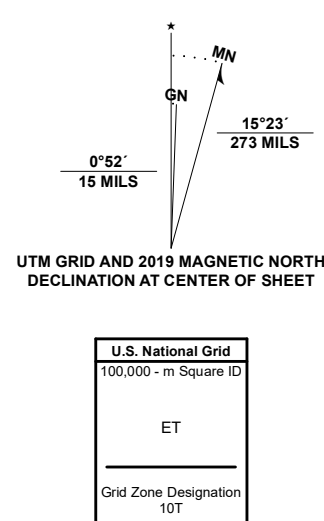 MN
GN
15°23´
273 MILS
0°52´
15 MILS
UTM GRID AND 2019 MAGNETIC NORTH
DECLINATION AT CENTER OF SHEET
U.S. National Grid
100,000 - m Square ID
ET
Grid Zone Designation
10T